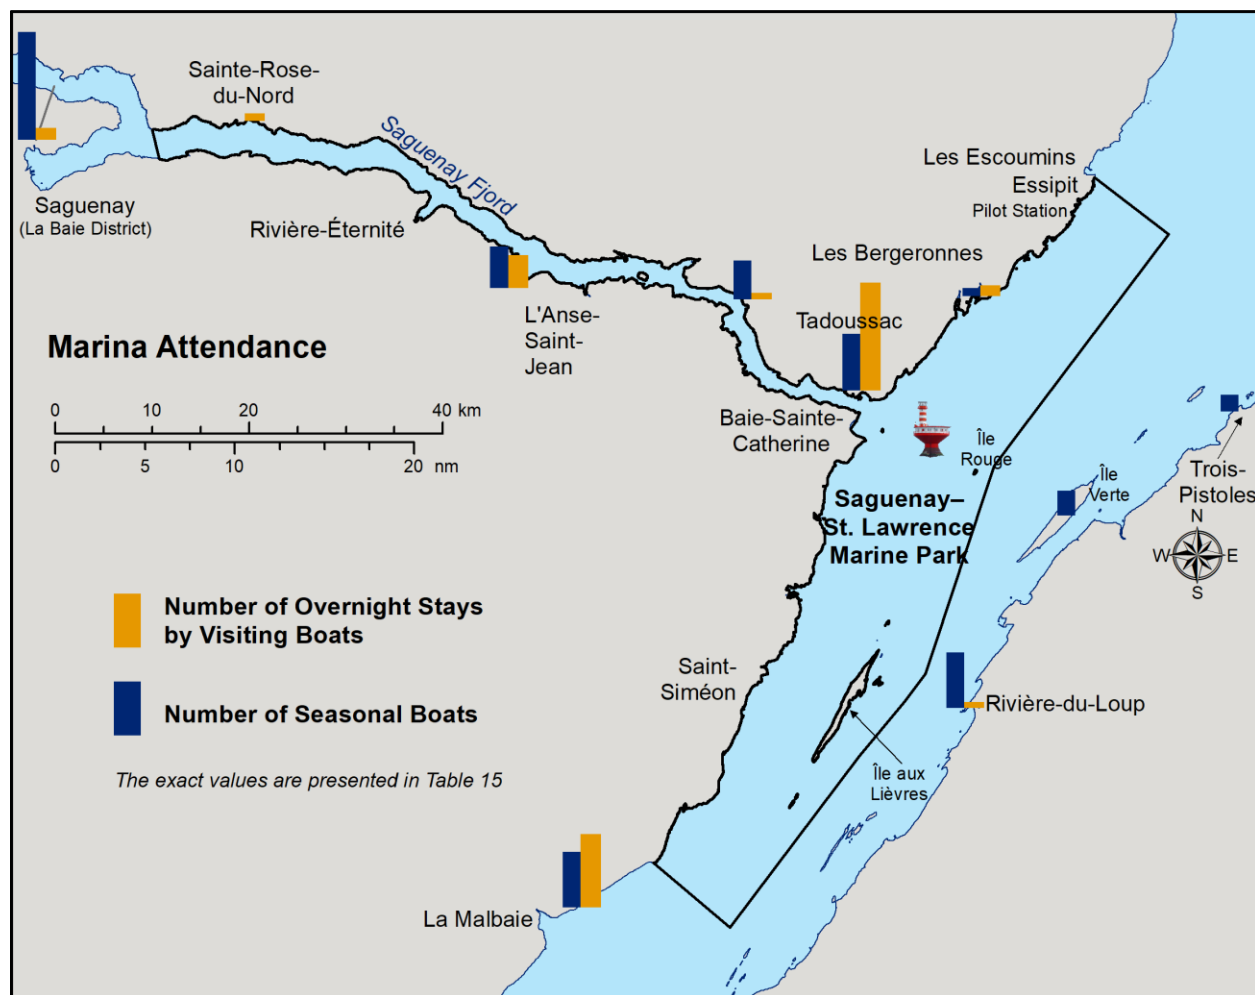 Sainte-Rose-
du-Nord
Saguenay Fjord
Les Escoumins
Essipit
Pilot Station
Saguenay
(La Baie District)
Rivière-Éternité
Les Bergeronnes
L'Anse-
Saint-
Jean
Tadoussac
Marina Attendance
0 10 20 40 km
0 5 10 20 nm
Baie-Sainte-
Catherine
Île
Rouge
Île
Verte
Trois-
Pistoles
Saguenay–
St. Lawrence
Marine Park
N
W E
S
Number of Overnight Stays
by Visiting Boats
Number of Seasonal Boats
The exact values are presented in Table 15
Saint-
Siméon
Rivière-du-Loup
Île aux
Lièvres
La Malbaie